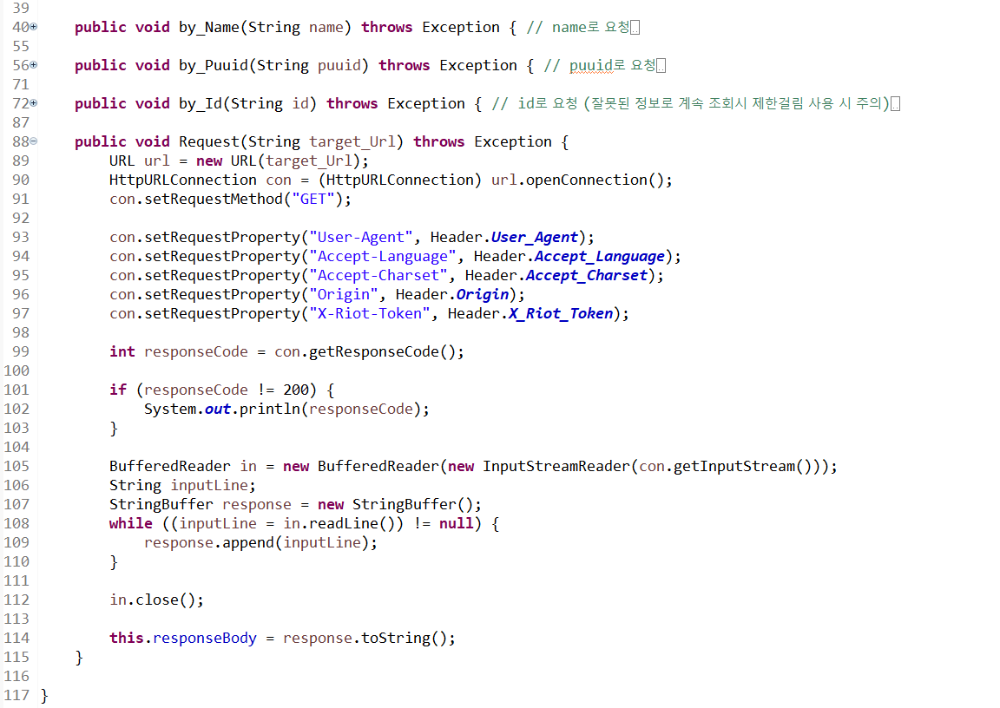 39
40 public void by_Name(String name) throws Exception { // name로 요청
55
56 public void by_Puuid(String puuid) throws Exception { // puuid로 요청
71
72 public void by_Id(String id) throws Exception { // id로 요청 (잘못된 정보로 계속 조회시 제한걸림 사용 시 주의)
87
88 public void Request(String target_Url) throws Exception {
89 URL url = new URL(target_Url);
90 HttpURLConnection con = (HttpURLConnection) url.openConnection();
91 con.setRequestMethod("GET");
92
93 con.setRequestProperty("User-Agent", Header.User_Agent);
94 con.setRequestProperty("Accept-Language", Header.Accept_Language);
95 con.setRequestProperty("Accept-Charset", Header.Accept_Charset);
96 con.setRequestProperty("Origin", Header.Origin);
97 con.setRequestProperty("X-Riot-Token", Header.X_Riot_Token);
98
99 int responseCode = con.getResponseCode();
100
101 if (responseCode != 200) {
102 System.out.println(responseCode);
103 }
104
105 BufferedReader in = new BufferedReader(new InputStreamReader(con.getInputStream()));
106 String inputLine;
107 StringBuffer response = new StringBuffer();
108 while ((inputLine = in.readLine()) != null) {
109 response.append(inputLine);
110 }
111
112 in.close();
113
114 this.responseBody = response.toString();
115 }
116
117 }